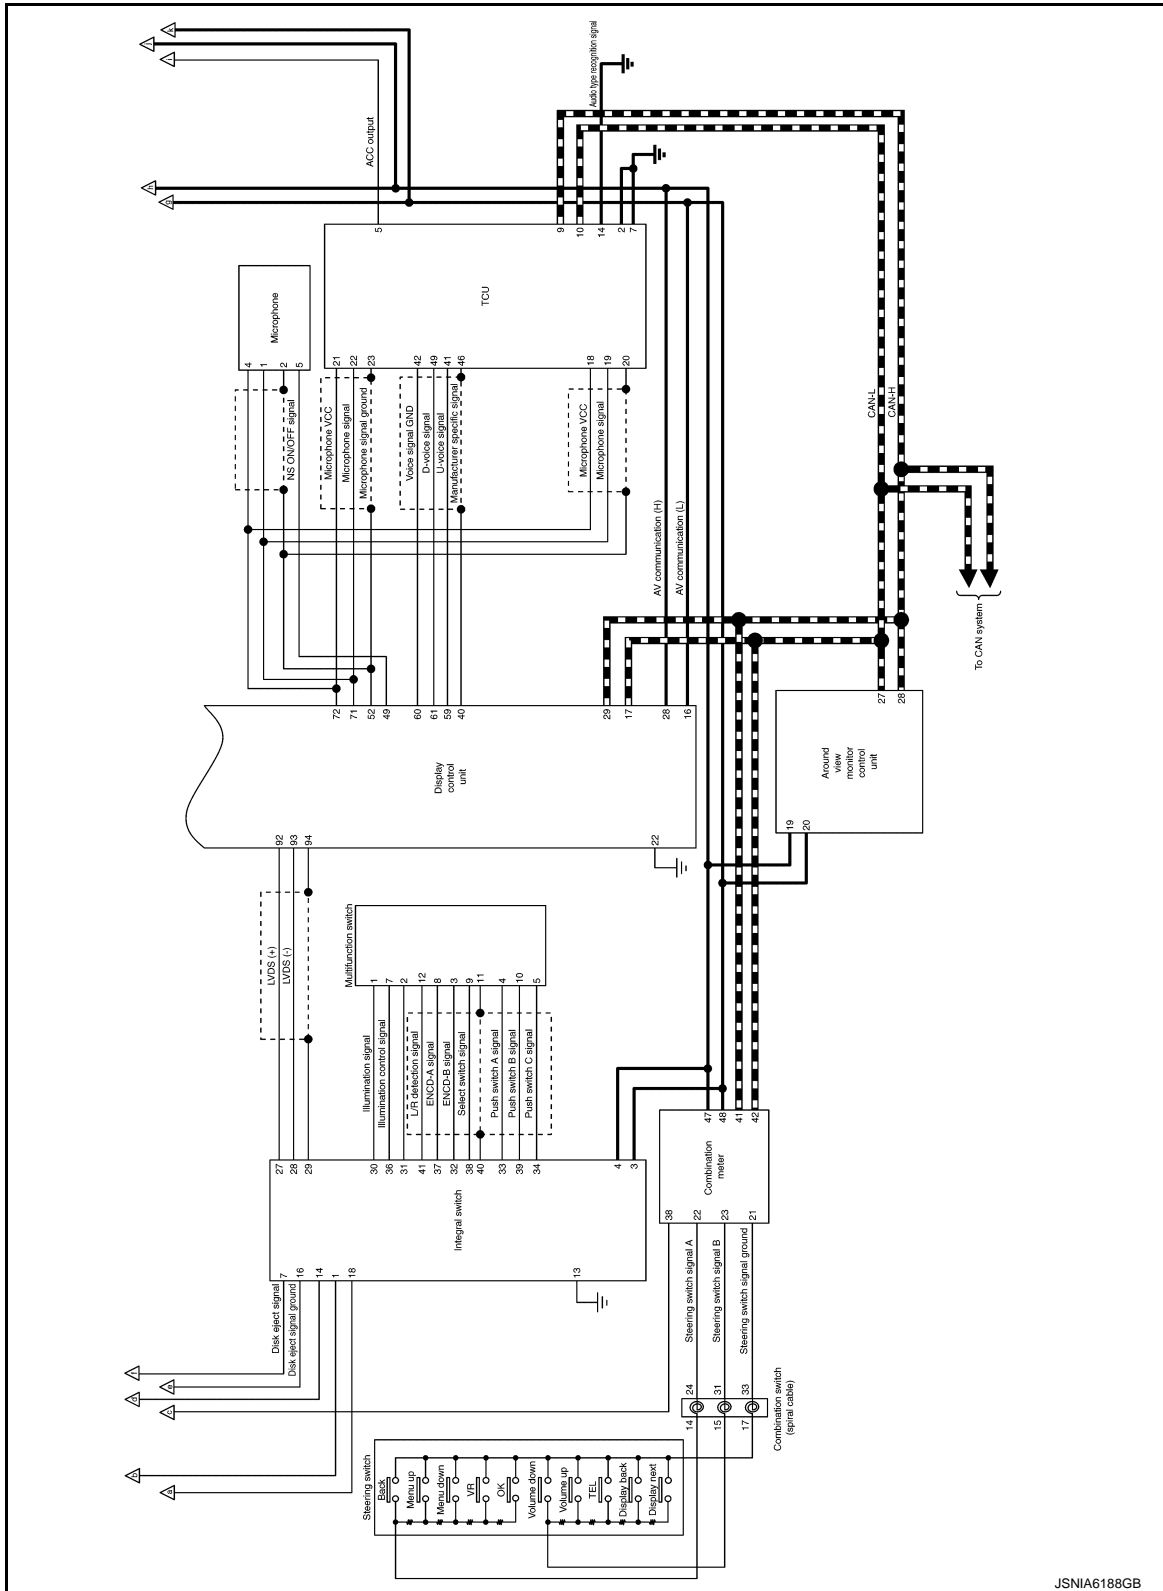 k
j
i
ACC output
Audio type recognition signal
h
g
5
9
10
14
2
7
TCU
Microphone
4
1
2
5
NS ON/OFF signal
21
22
23
Microphone VCC
Microphone signal
Microphone signal ground
42
49
41
46
Voice signal GND
D-voice signal
U-voice signal
Manufacturer specific signal
18
19
20
Microphone VCC
Microphone signal
AV communication (H)
AV communication (L)
CAN-L
CAN-H
To CAN system
72
71
52
49
60
61
59
40
29
17
28
16
Display
control
unit
92
93
94
22
27
28
Around
view
monitor
control
unit
19
20
LVDS (+)
LVDS (-)
Multifunction switch
1
7
2
12
8
3
9
11
4
10
5
Illumination signal
Illumination control signal
L/R detection signal
ENCD-A signal
ENCD-B signal
Select switch signal
Push switch A signal
Push switch B signal
Push switch C signal
27
28
29
30
36
31
41
37
32
38
40
33
39
34
4
3
Integral switch
7
16
14
1
18
13
Disk eject signal
Disk eject signal ground
47
48
41
42
Combination
meter
38
22
23
21
Steering switch signal A
Steering switch signal B
Steering switch signal ground
24
31
33
14
15
17
Combination switch
(spiral cable)
f
e
d
c
b
a
Steering switch
Back
Menu up
Menu down
VR
OK
Volume down
Volume up
TEL
Display back
Display next
JSNIA6188GB